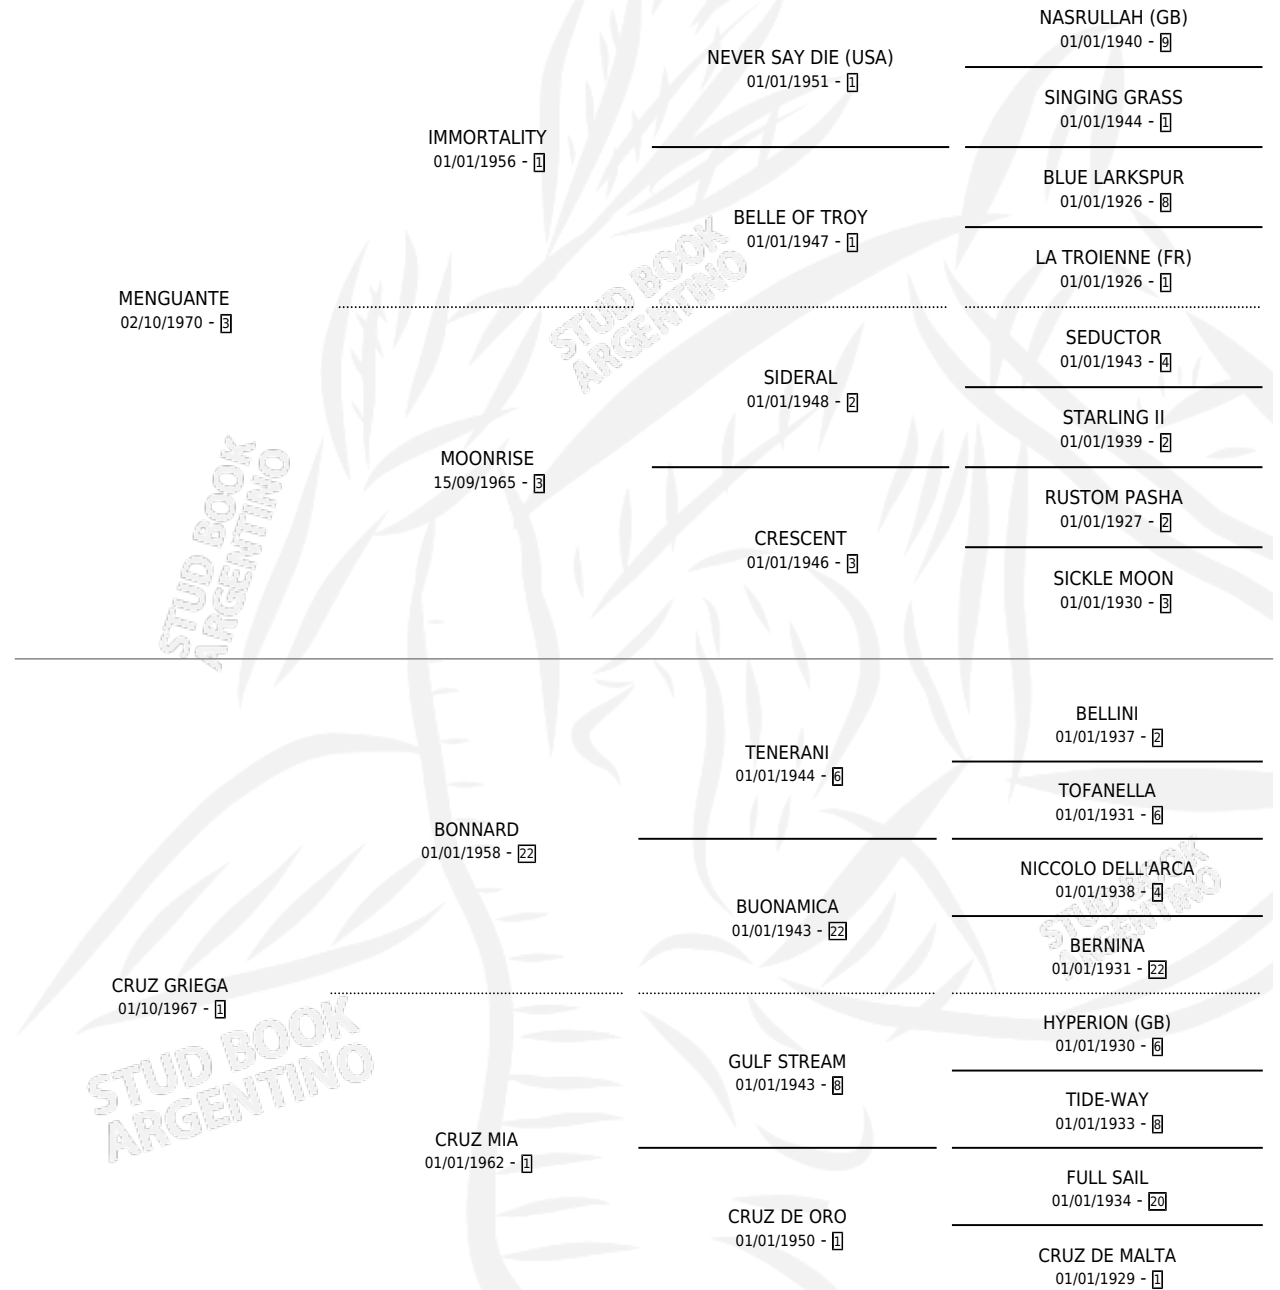 NASRULLAH (GB)
01/01/1940 - 9
NEVER SAY DIE (USA)
01/01/1951 - 1
SINGING GRASS
01/01/1944 - 1
IMMORTALITY
01/01/1956 - 1
BLUE LARKSPUR
01/01/1926 - 8
BELLE OF TROY
01/01/1947 - 1
LA TROIENNE (FR)
01/01/1926 - 1
MENGUANTE
02/10/1970 - 3
SEDUCTOR
01/01/1943 - 4
SIDERAL
01/01/1948 - 2
STARLING II
01/01/1939 - 2
MOONRISE
15/09/1965 - 3
RUSTOM PASHA
01/01/1927 - 2
CRESCENT
01/01/1946 - 3
SICKLE MOON
01/01/1930 - 3
BELLINI
01/01/1937 - 2
TENERANI
01/01/1944 - 6
TOFANELLA
01/01/1931 - 6
BONNARD
01/01/1958 - 22
NICCOLO DELL'ARCA
01/01/1938 - 4
BUONAMICA
01/01/1943 - 22
BERNINA
01/01/1931 - 22
CRUZ GRIEGA
01/10/1967 - 1
HYPERION (GB)
01/01/1930 - 6
GULF STREAM
01/01/1943 - 8
TIDE-WAY
01/01/1933 - 8
CRUZ MIA
01/01/1962 - 1
FULL SAIL
01/01/1934 - 20
CRUZ DE ORO
01/01/1950 - 1
CRUZ DE MALTA
01/01/1929 - 1
STUD BOOK
ARGENTINO
STUD BOOK
ARGENTINO
STUD BOOK
ARGENTINO
STUD BOOK
ARGENTINO